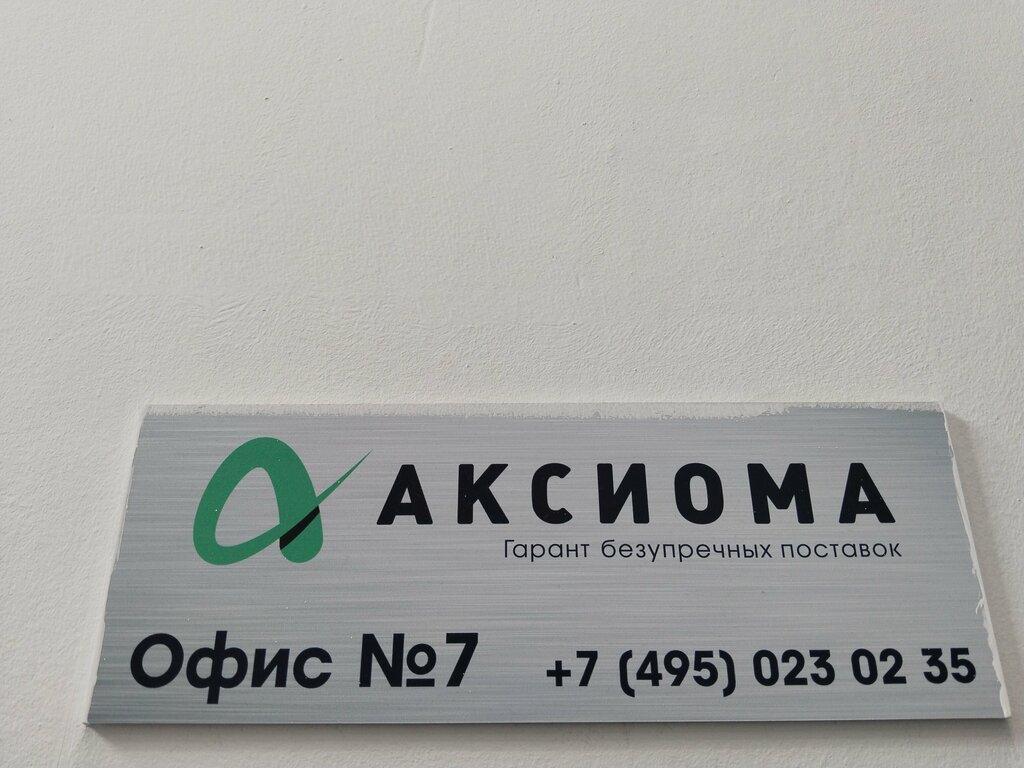 АКСИОМА
Гарант безупречных поставок
Офис №7 +7 (495) 023 02 35